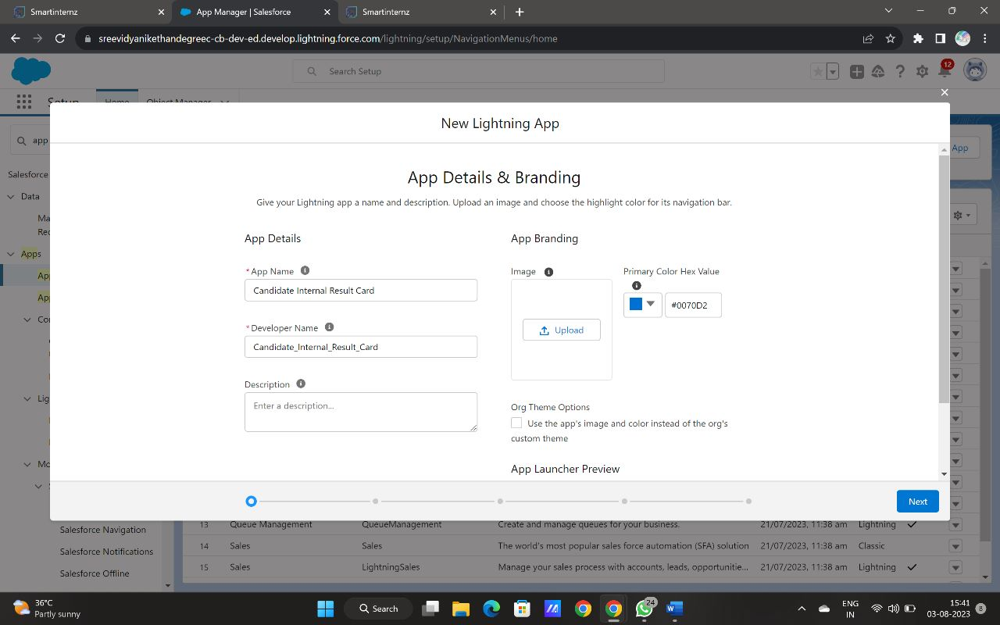 Smartinternz
App Manager | Salesforce
Smartinternz
sreevidyanikethandegreec-cb-dev-ed.develop.lightning.force.com/lightning/setup/NavigationMenus/home
Search Setup
12
Setup
Home
Object Manager
New Lightning App
app
App
App Details & Branding
Salesforce
Give your Lightning app a name and description. Upload an image and choose the highlight color for its navigation bar.
Data
Ma
Rec
App Details
App Branding
Apps
*App Name
Image
Primary Color Hex Value
App
Candidate Internal Result Card
#0070D2
App
Co
*Developer Name
Upload
Candidate_Internal_Result_Card
Description
Lig
Enter a description...
Org Theme Options
Use the app's image and color instead of the org's
custom theme
Mo
App Launcher Preview
Next
13 Queue Management QueueManagement Create and manage queues for your business. 21/07/2023, 11:38 am Lightning
Salesforce Navigation
14 Sales Sales The world's most popular sales force automation (SFA) solution 21/07/2023, 11:38 am Classic
Salesforce Notifications
15 Sales LightningSales Manage your sales process with accounts, leads, opportunitie... 21/07/2023, 11:38 am Lightning
Salesforce Offline
36°C
Partly sunny
Search
24
ENG
IN
15:41
03-08-2023
8